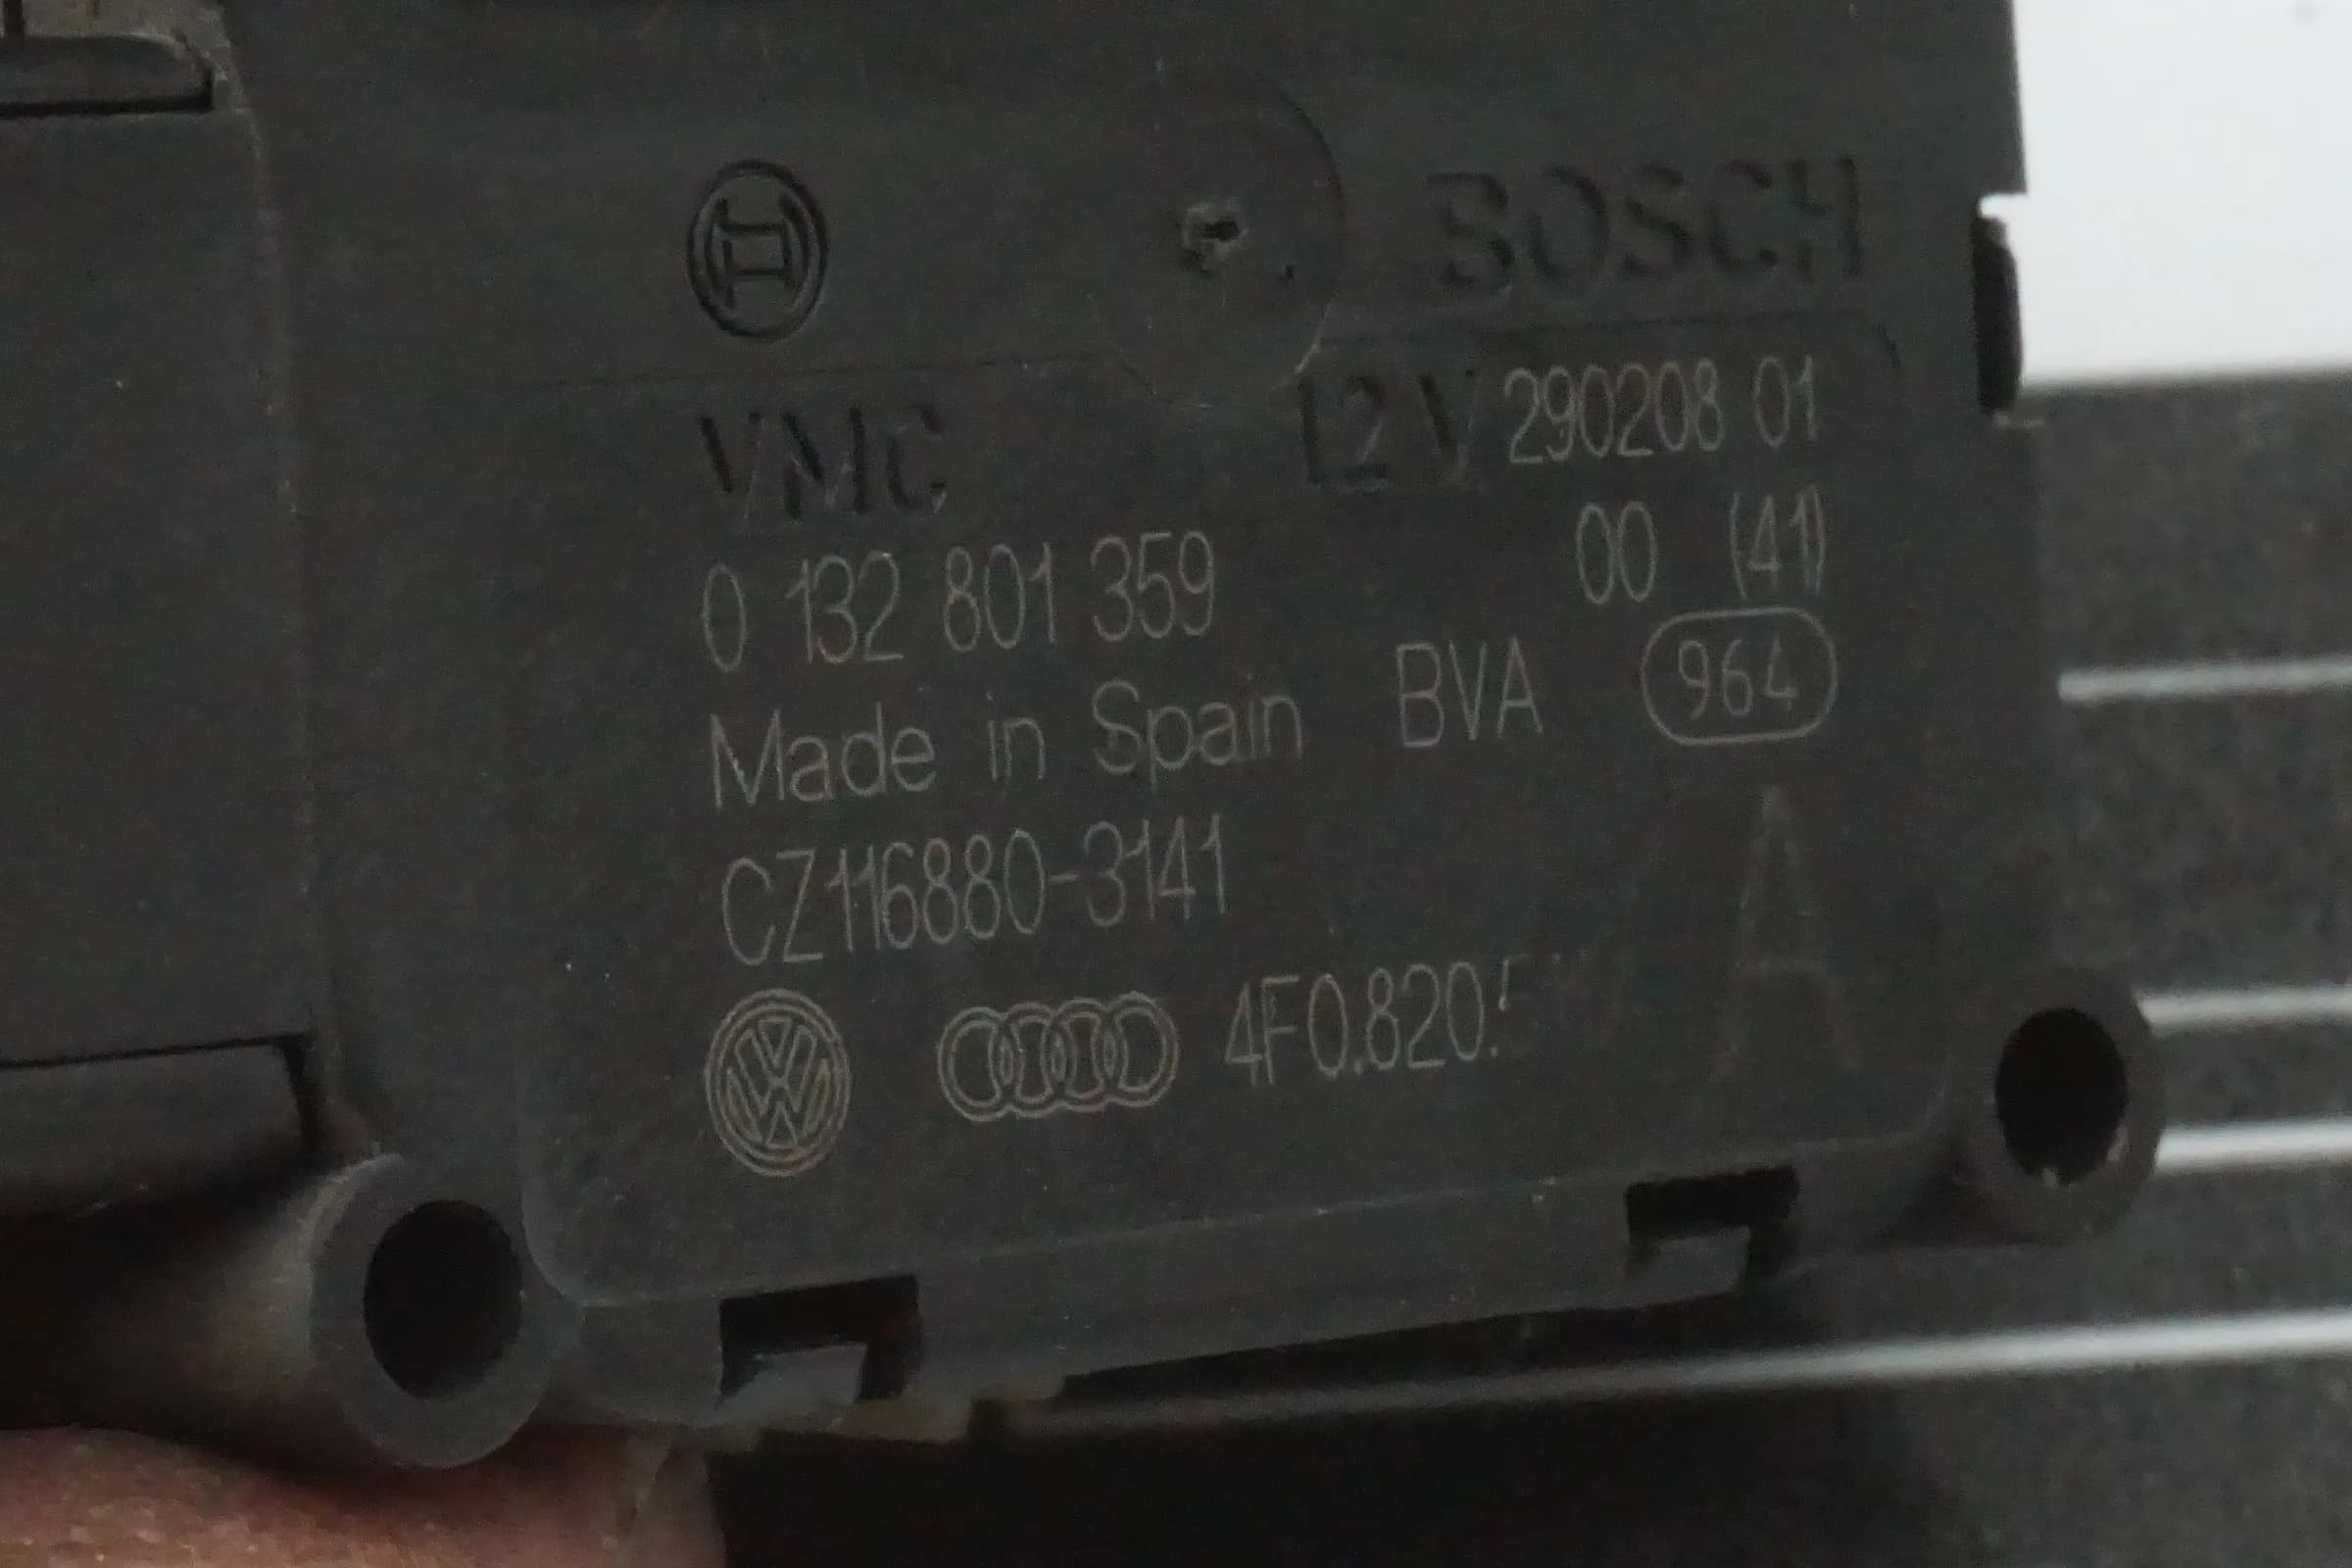 BOSCH
VMC 12V 290208 01
0 132 801 359 00 (41)
Made in Spain BVA 964
CZ116880-3141
4F0.820.
A